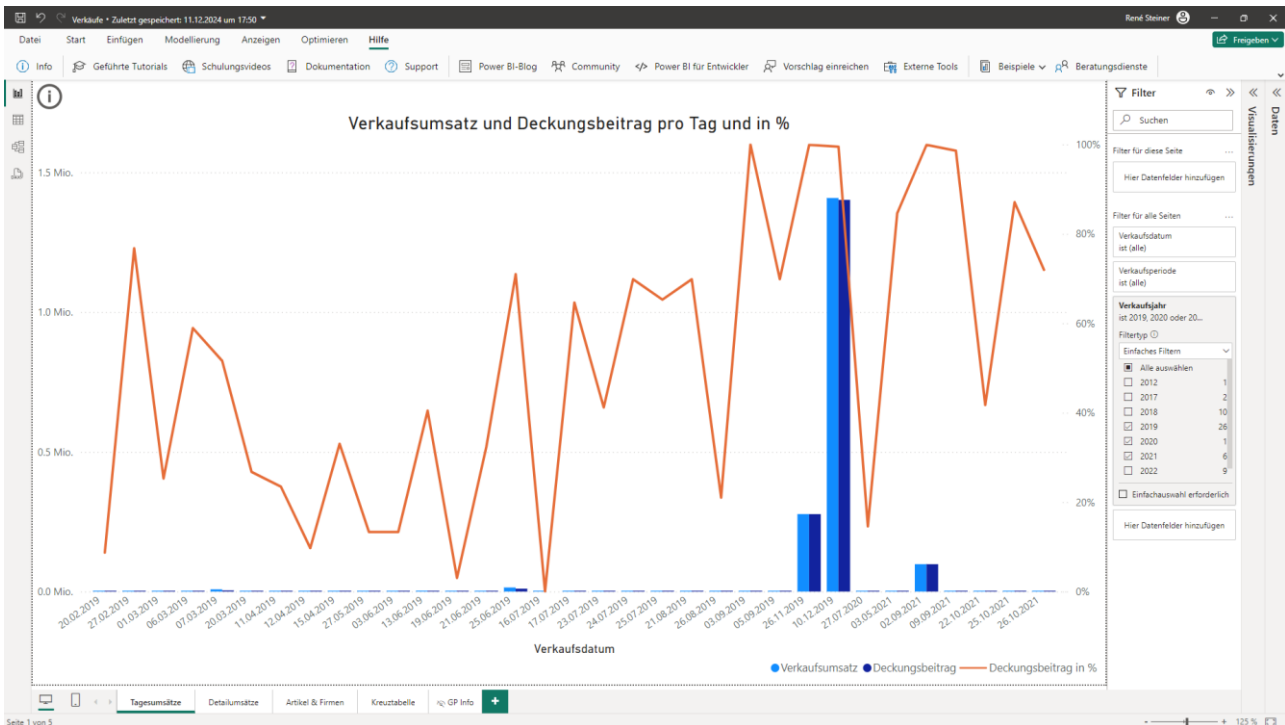 Verkäufe • Zuletzt gespeichert: 11.12.2024 um 17:50
René Steiner
Datei Start Einfügen Modellierung Anzeigen Optimieren Hilfe
Freigeben
Info Geführte Tutorials Schulungsvideos Dokumentation Support Power BI-Blog Community Power BI für Entwickler Vorschlag einreichen Externe Tools Beispiele Beratungsdienste
Verkaufsumsatz und Deckungsbeitrag pro Tag und in %
1.5 Mio.
1.0 Mio.
0.5 Mio.
0.0 Mio.
100%
80%
60%
40%
20%
0%
20.02.2019 27.02.2019 01.03.2019 06.03.2019 07.03.2019 20.03.2019 11.04.2019 12.04.2019 15.04.2019 27.05.2019 03.06.2019 13.06.2019 19.06.2019 21.06.2019 25.06.2019 16.07.2019 17.07.2019 23.07.2019 24.07.2019 25.07.2019 21.08.2019 26.08.2019 03.09.2019 05.09.2019 26.11.2019 10.12.2019 27.07.2020 03.05.2021 02.09.2021 09.09.2021 22.10.2021 25.10.2021 26.10.2021
Verkaufsdatum
Verkaufsumsatz Deckungsbeitrag Deckungsbeitrag in %
Filter
Suchen
Filter für diese Seite ...
Hier Datenfelder hinzufügen
Filter für alle Seiten ...
Verkaufsdatum
ist (alle)
Verkaufsperiode
ist (alle)
Verkaufsjahr
ist 2019, 2020 oder 20...
Filtertyp
Einfaches Filtern
Alle auswählen
2012 1
2017 2
2018 10
2019 26
2020 1
2021 6
2022 9
Einfachauswahl erforderlich
Hier Datenfelder hinzufügen
Visualisierungen
Daten
Tagesumsätze Detailumsätze Artikel & Firmen Kreuztabelle GP Info +
Seite 1 von 5
- + 125 %